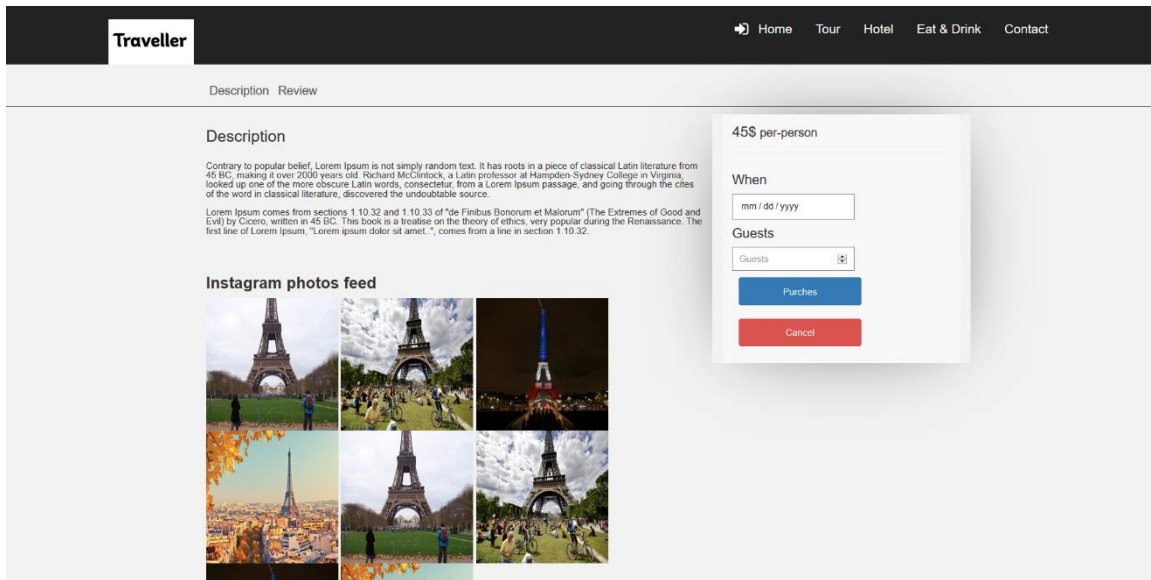 Traveller
Home Tour Hotel Eat & Drink Contact
Description Review
Description
Contrary to popular belief, Lorem Ipsum is not simply random text. It has roots in a piece of classical Latin literature from
45 BC, making it over 2000 years old. Richard McClintock, a Latin professor at Hampden-Sydney College in Virginia,
looked up one of the more obscure Latin words, consectetur, from a Lorem Ipsum passage, and going through the cites
of the word in classical literature, discovered the undoubtable source.
Lorem Ipsum comes from sections 1.10.32 and 1.10.33 of "de Finibus Bonorum et Malorum" (The Extremes of Good and
Evil) by Cicero, written in 45 BC. This book is a treatise on the theory of ethics, very popular during the Renaissance. The
first line of Lorem Ipsum, "Lorem ipsum dolor sit amet..", comes from a line in section 1.10.32.
Instagram photos feed
45$ per-person
When
mm / dd / yyyy
Guests
Guests
Purches
Cancel